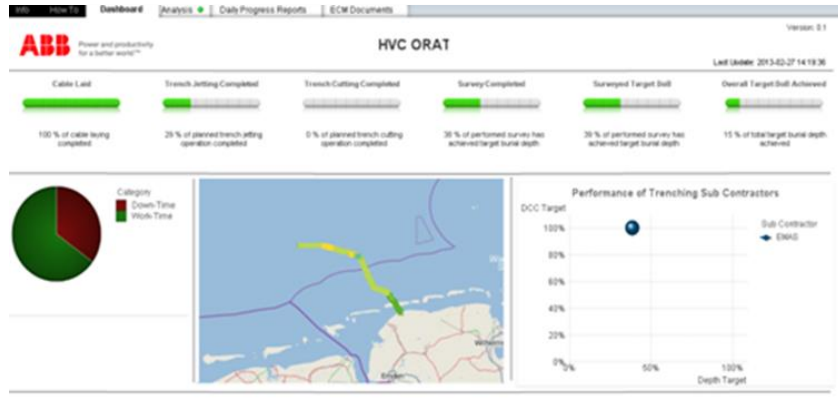 Info How To Dashboard Analysis Daily Progress Reports ECM Documents
Version: 0.1
ABB
Power and productivity
for a better world™
HVC ORAT
Last Update: 2013-02-27 14:19:36
Cable Laid
100 % of cable laying
completed
Trench Jetting Completed
29 % of planned trench jetting
operation completed
Trench Cutting Completed
0 % of planned trench cutting
operation completed
Survey Completed
38 % of performed survey has
achieved target burial depth
Surveyed Target DoB
39 % of performed survey has
achieved target burial depth
Overall Target DoB Achieved
15 % of total target burial depth
achieved
Category
Down-Time
Work-Time
Emden
Performance of Trenching Sub Contractors
DCC Target
100%
80%
60%
40%
20%
0%
0%
50%
100%
Depth Target
Sub Contractor
EMAS